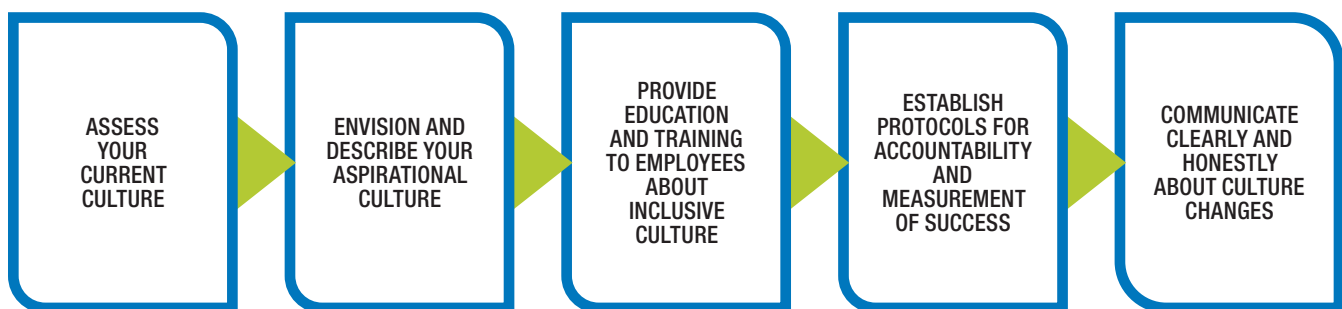 ASSESS
YOUR
CURRENT
CULTURE
ENVISION AND
DESCRIBE YOUR
ASPIRATIONAL
CULTURE
PROVIDE
EDUCATION
AND TRAINING
TO EMPLOYEES
ABOUT
INCLUSIVE
CULTURE
ESTABLISH
PROTOCOLS FOR
ACCOUNTABILITY
AND
MEASUREMENT
OF SUCCESS
COMMUNICATE
CLEARLY AND
HONESTLY
ABOUT CULTURE
CHANGES